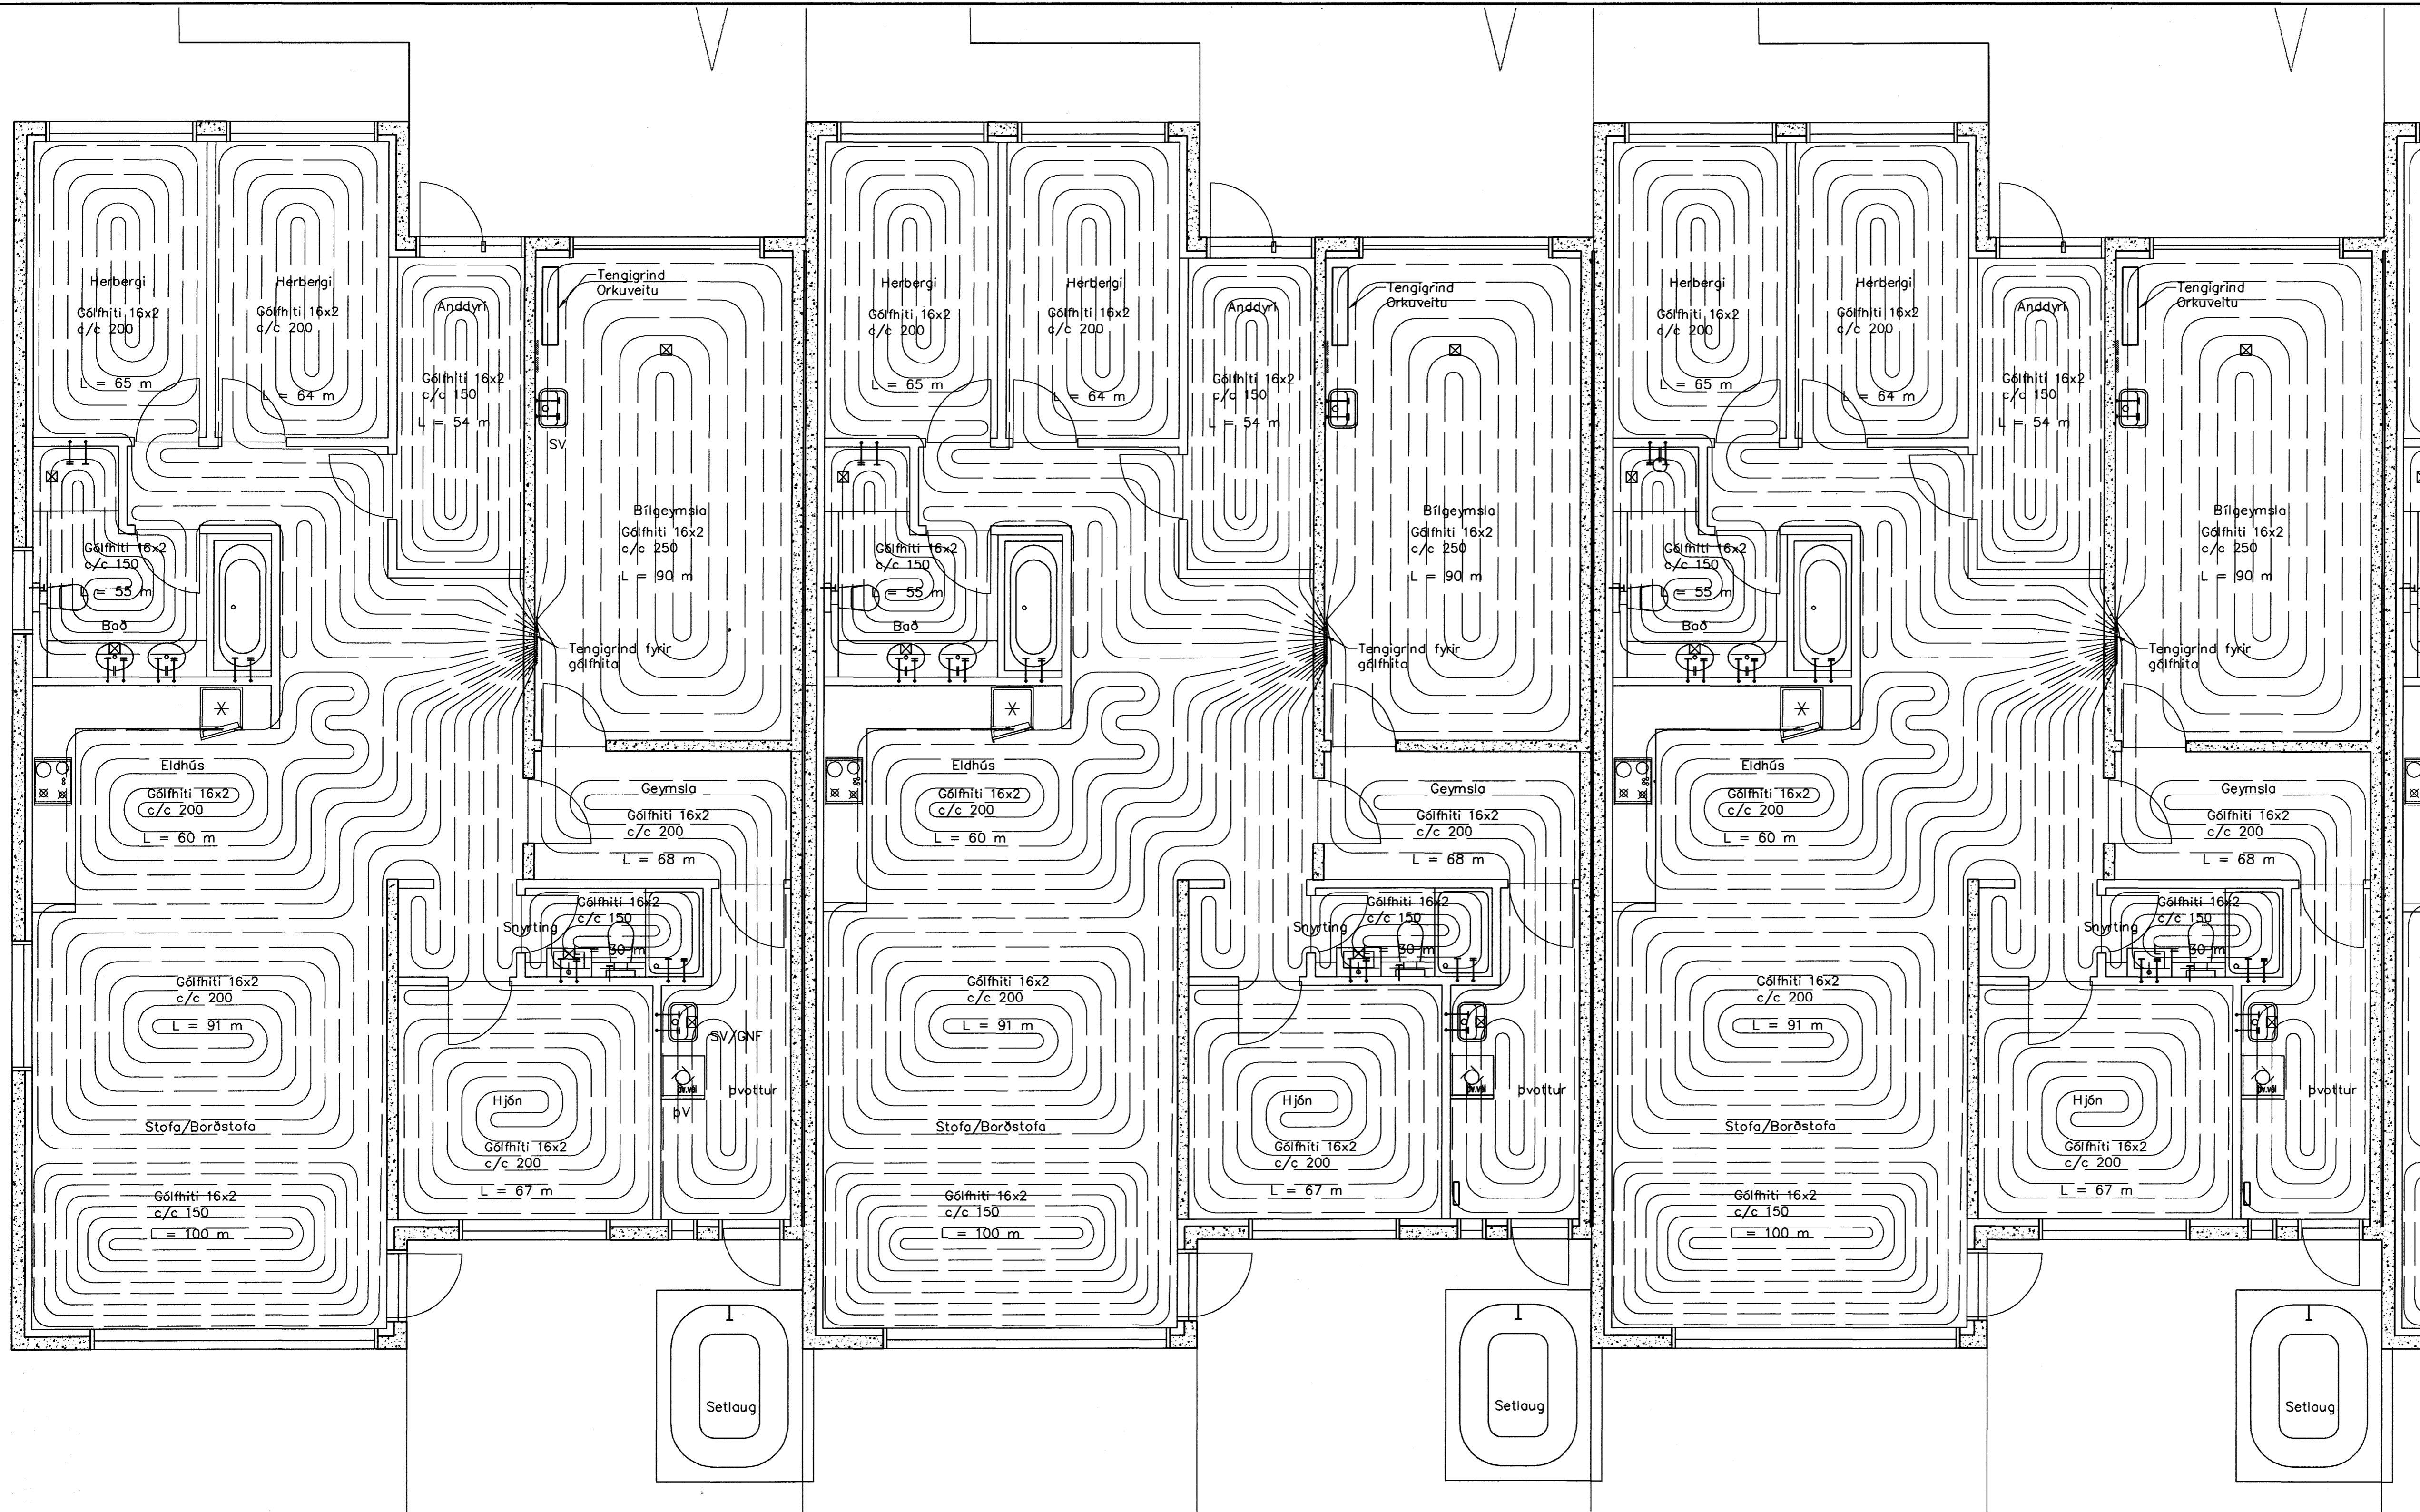 Herbergi
Gólfhiti 16x2
c/c 200
L = 65 m
Herbergi
Gólfhiti 16x2
c/c 200
L = 64 m
Anddyri
Gólfhiti 16x2
c/c 150
L = 54 m
Tengigrind
Orkuveitu
SV
Bílgeymsla
Gólfhiti 16x2
c/c 250
L = 90 m
Gólfhiti 16x2
c/c 150
L = 55 m
Bað
Tengigrind fyrir
gólfhita
Eldhús
Gólfhiti 16x2
c/c 200
L = 60 m
Geymsla
Gólfhiti 16x2
c/c 200
L = 68 m
Gólfhiti 16x2
c/c 150
Snyrting
= 30 m
Gólfhiti 16x2
c/c 200
L = 91 m
SV/GNF
Þv.vél
þvottur
þV
Hjón
Stofa/Borðstofa
Gólfhiti 16x2
c/c 200
L = 67 m
Gólfhiti 16x2
c/c 150
L = 100 m
Setlaug
Herbergi
Gólfhiti 16x2
c/c 200
L = 65 m
Herbergi
Gólfhiti 16x2
c/c 200
L = 64 m
Anddyri
Gólfhiti 16x2
c/c 150
L = 54 m
Tengigrind
Orkuveitu
Bílgeymsla
Gólfhiti 16x2
c/c 250
L = 90 m
Gólfhiti 16x2
c/c 150
L = 55 m
Bað
Tengigrind fyrir
gólfhita
Eldhús
Gólfhiti 16x2
c/c 200
L = 60 m
Geymsla
Gólfhiti 16x2
c/c 200
L = 68 m
Gólfhiti 16x2
c/c 150
Snyrting
= 30 m
Gólfhiti 16x2
c/c 200
L = 91 m
Þv.vél
þvottur
Hjón
Stofa/Borðstofa
Gólfhiti 16x2
c/c 200
L = 67 m
Gólfhiti 16x2
c/c 150
L = 100 m
Setlaug
Herbergi
Gólfhiti 16x2
c/c 200
L = 65 m
Herbergi
Gólfhiti 16x2
c/c 200
L = 64 m
Anddyri
Gólfhiti 16x2
c/c 150
L = 54 m
Tengigrind
Orkuveitu
Bílgeymsla
Gólfhiti 16x2
c/c 250
L = 90 m
Gólfhiti 16x2
c/c 150
L = 55 m
Bað
Tengigrind fyrir
gólfhita
Eldhús
Gólfhiti 16x2
c/c 200
L = 60 m
Geymsla
Gólfhiti 16x2
c/c 200
L = 68 m
Gólfhiti 16x2
c/c 150
Snyrting
= 30 m
Gólfhiti 16x2
c/c 200
L = 91 m
Þv.vél
þvottur
Hjón
Stofa/Borðstofa
Gólfhiti 16x2
c/c 200
L = 67 m
Gólfhiti 16x2
c/c 150
L = 100 m
Setlaug